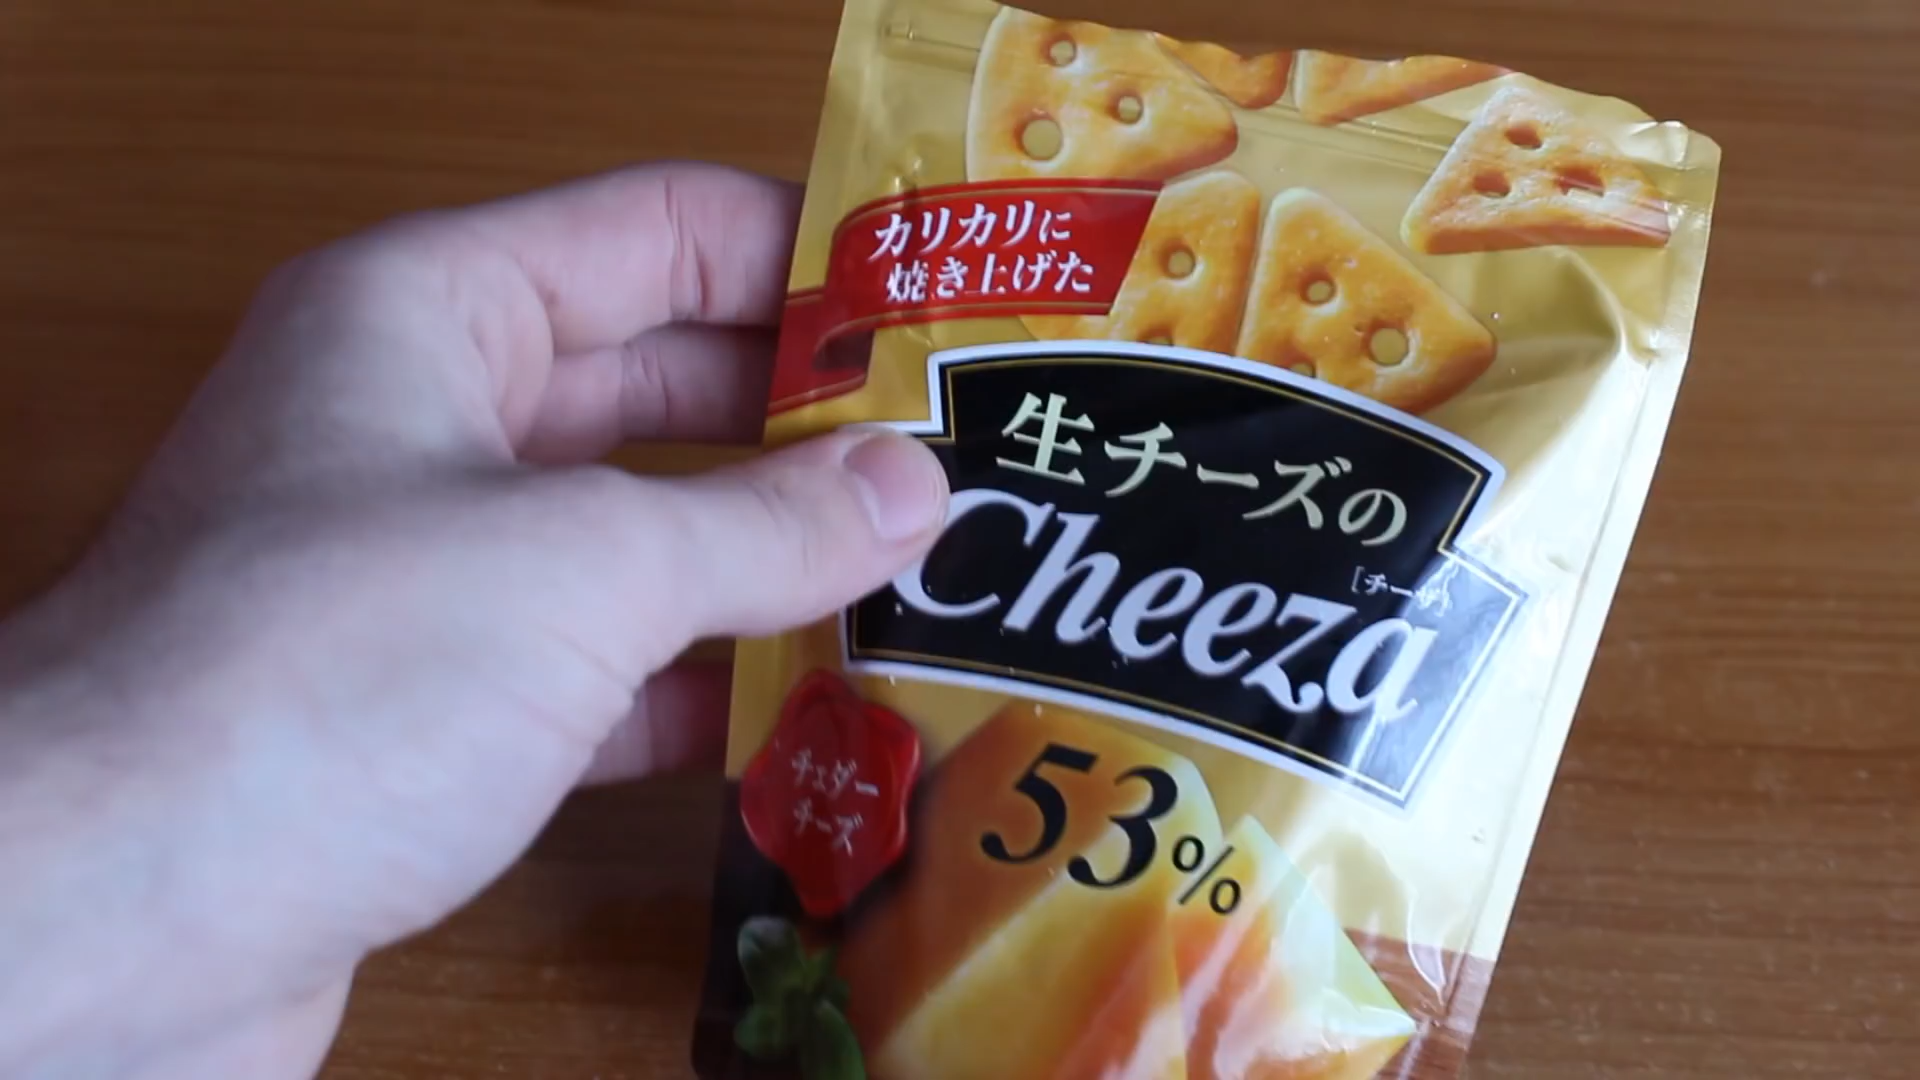 カリカリに
焼き上げた
生チーズの
[チーザ]
Cheeza
チェダー
チーズ
53%